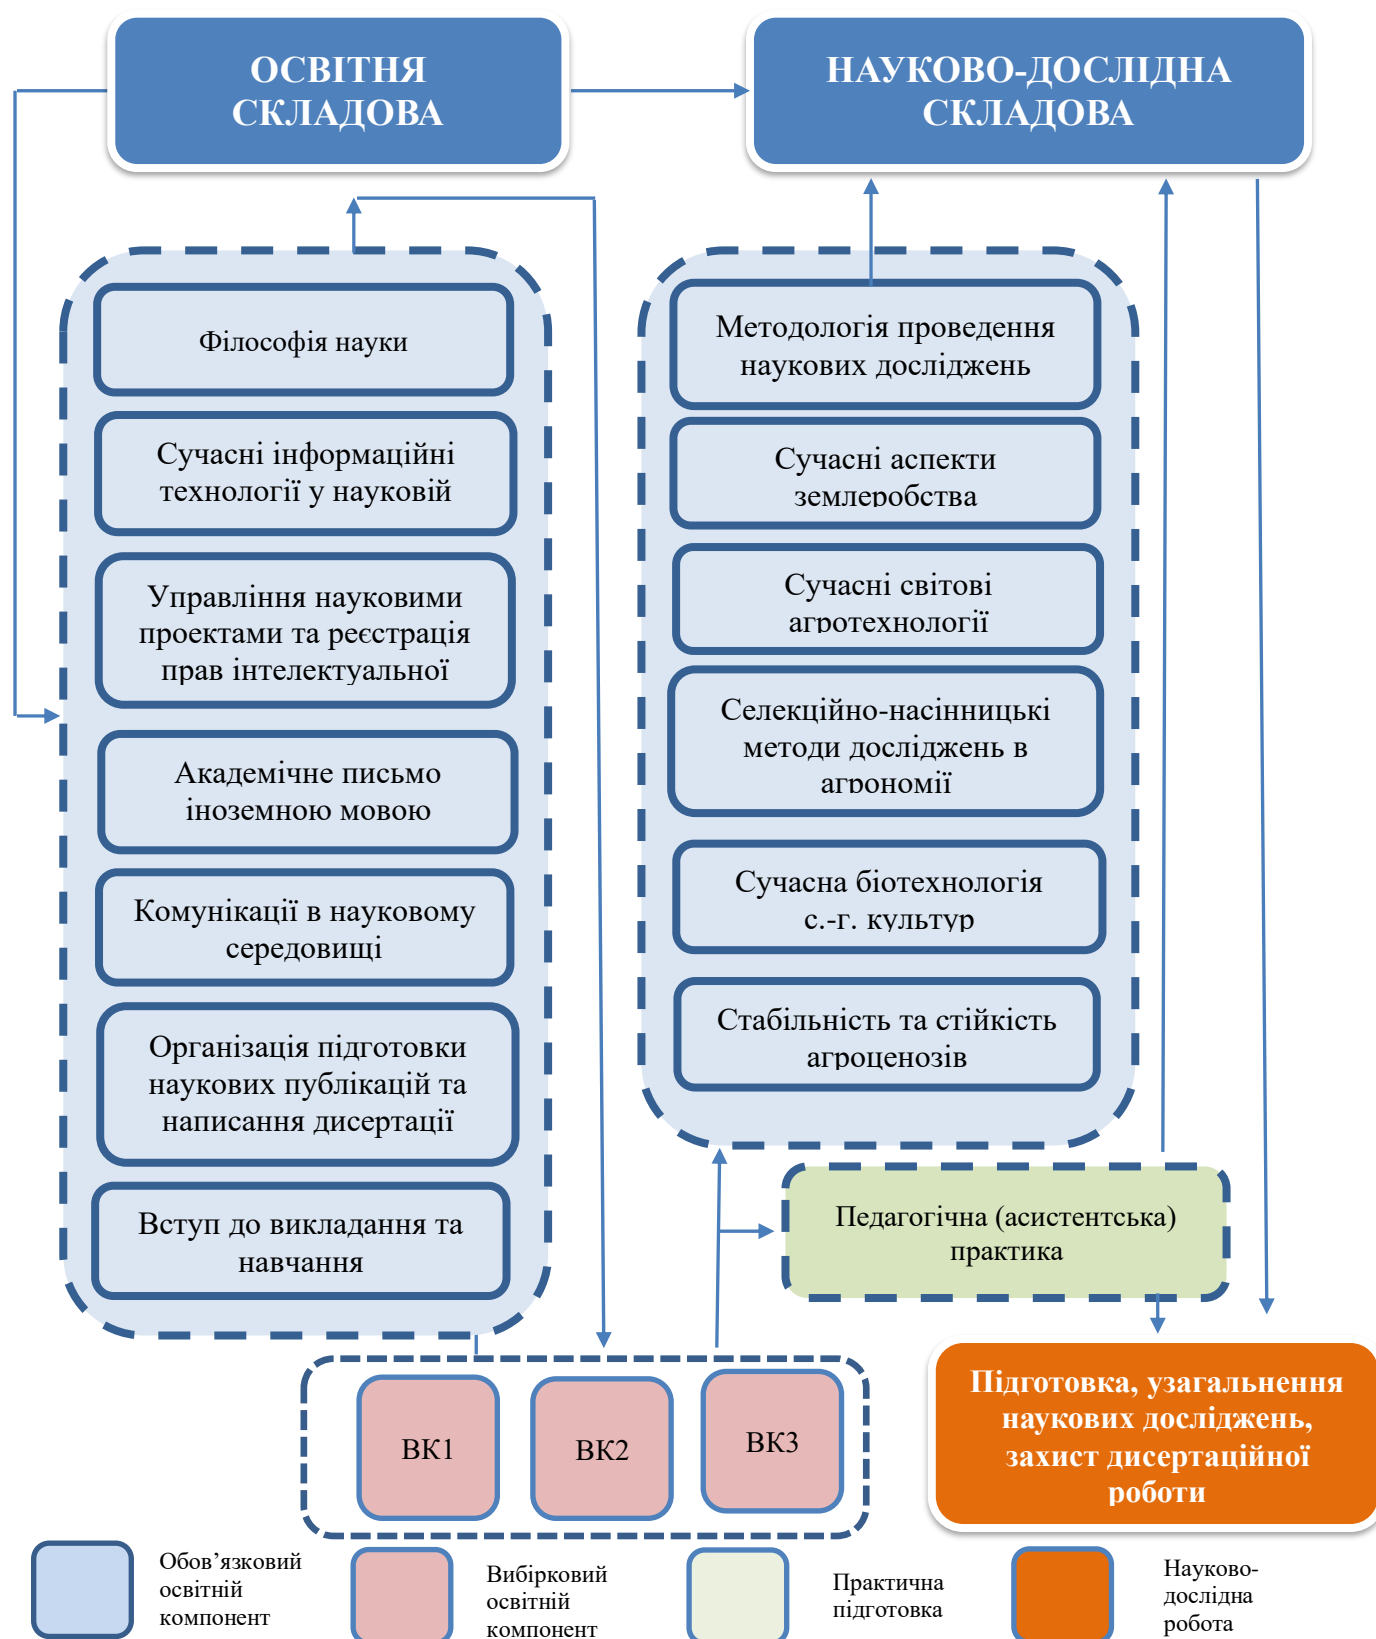 ОСВІТНЯ
СКЛАДОВА
НАУКОВО-ДОСЛІДНА
СКЛАДОВА
Філософія науки
Сучасні інформаційні
технології у науковій
Управління науковими
проектами та реєстрація
прав інтелектуальної
Академічне письмо
іноземною мовою
Комунікації в науковому
середовищі
Організація підготовки
наукових публікацій та
написання дисертації
Вступ до викладання та
навчання
Методологія проведення
наукових досліджень
Сучасні аспекти
землеробства
Сучасні світові
агротехнології
Селекційно-насінницькі
методи досліджень в
агрономії
Сучасна біотехнологія
с.-г. культур
Стабільність та стійкість
агроценозів
Педагогічна (асистентська)
практика
ВК1
ВК2
ВК3
Підготовка, узагальнення
наукових досліджень,
захист дисертаційної
роботи
Обов’язковий
освітній
компонент
Вибірковий
освітній
компонент
Практична
підготовка
Науково-
дослідна
робота